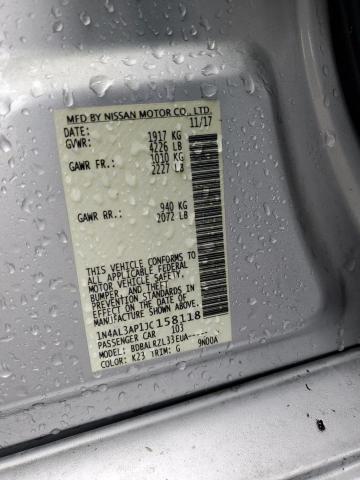 MFD BY NISSAN MOTOR CO., LTD.
DATE: 11/17
GVWR: 1917 KG
4226 LB
GAWR FR.: 1010 KG
2227 LB
GAWR RR.: 940 KG
2072 LB
THIS VEHICLE CONFORMS TO
ALL APPLICABLE FEDERAL
MOTOR VEHICLE SAFETY,
BUMPER, AND THEFT
PREVENTION STANDARDS IN
EFFECT ON THE DATE OF
MANUFACTURE SHOWN ABOVE.
1N4AL3AP1JC158118
PASSENGER CAR 103
MODEL: BDBALRZL33EUA-----
COLOR: K23 TRIM: G 9N00A